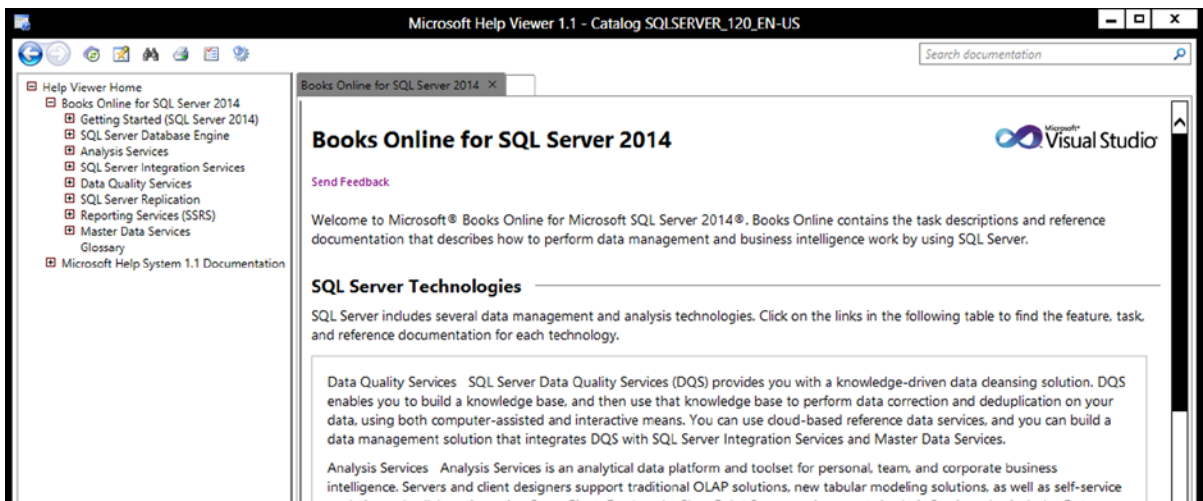 Microsoft Help Viewer 1.1 - Catalog SQLSERVER_120_EN-US
Search documentation
Help Viewer Home
Books Online for SQL Server 2014
Getting Started (SQL Server 2014)
SQL Server Database Engine
Analysis Services
SQL Server Integration Services
Data Quality Services
SQL Server Replication
Reporting Services (SSRS)
Master Data Services
Glossary
Microsoft Help System 1.1 Documentation
Books Online for SQL Server 2014
Books Online for SQL Server 2014
Microsoft® Visual Studio
Send Feedback
Welcome to Microsoft® Books Online for Microsoft SQL Server 2014®. Books Online contains the task descriptions and reference
documentation that describes how to perform data management and business intelligence work by using SQL Server.
SQL Server Technologies
SQL Server includes several data management and analysis technologies. Click on the links in the following table to find the feature, task,
and reference documentation for each technology.
Data Quality Services SQL Server Data Quality Services (DQS) provides you with a knowledge-driven data cleansing solution. DQS
enables you to build a knowledge base, and then use that knowledge base to perform data correction and deduplication on your
data, using both computer-assisted and interactive means. You can use cloud-based reference data services, and you can build a
data management solution that integrates DQS with SQL Server Integration Services and Master Data Services.
Analysis Services Analysis Services is an analytical data platform and toolset for personal, team, and corporate business
intelligence. Servers and client designers support traditional OLAP solutions, new tabular modeling solutions, as well as self-service